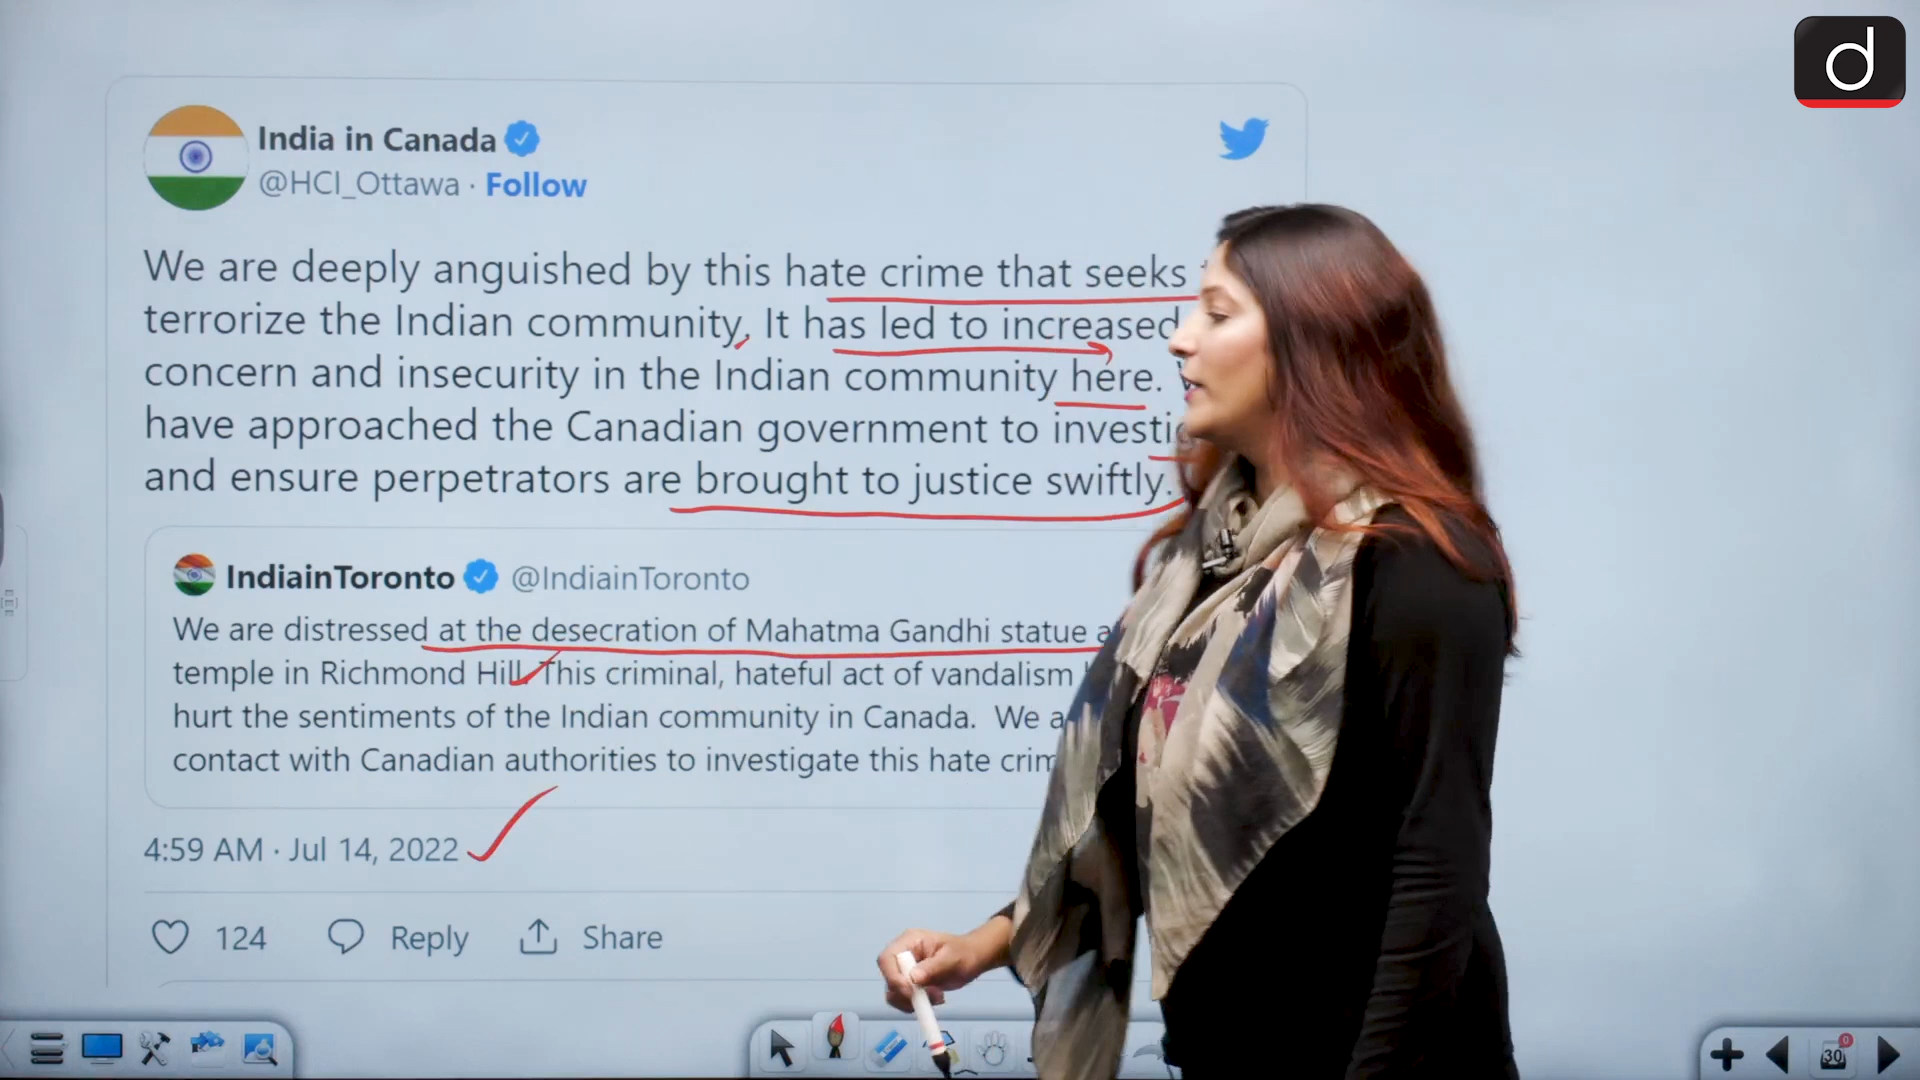 d
India in Canada
@HCI_Ottawa · Follow
We are deeply anguished by this hate crime that seeks
terrorize the Indian community, It has led to increased
concern and insecurity in the Indian community here.
have approached the Canadian government to
and ensure perpetrators are brought to justice swiftly.
IndiainToronto @IndiainToronto
We are distressed at the desecration of Mahatma Gandhi statue
temple in Richmond Hill. This criminal, hateful act of vandalism
hurt the sentiments of the Indian community in Canada. We
contact with Canadian authorities to investigate this hate
4:59 AM · Jul 14, 2022
124 Reply Share
30
0